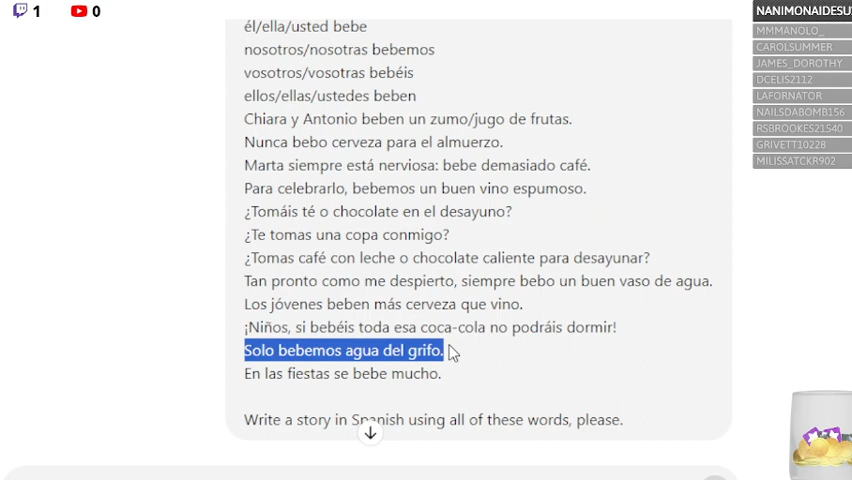 1 0
él/ella/usted bebe
nosotros/nosotras bebemos
vosotros/vosotras bebéis
ellos/ellas/ustedes beben
Chiara y Antonio beben un zumo/jugo de frutas.
Nunca bebo cerveza para el almuerzo.
Marta siempre está nerviosa: bebe demasiado café.
Para celebrarlo, bebemos un buen vino espumoso.
¿Tomáis té o chocolate en el desayuno?
¿Te tomas una copa conmigo?
¿Tomas café con leche o chocolate caliente para desayunar?
Tan pronto como me despierto, siempre bebo un buen vaso de agua.
Los jóvenes beben más cerveza que vino.
¡Niños, si bebéis toda esa coca-cola no podráis dormir!
Solo bebemos agua del grifo.
En las fiestas se bebe mucho.
Write a story in Spanish using all of these words, please.
NANIMONAIDESU
MMMANOLO_
CAROLSUMMER
JAMES_DOROTHY
DCELIS2112
LAFORNATOR
NAILSDABOMB156
RSBROOKES21540
GRIVETT10228
MILISSATCKR902